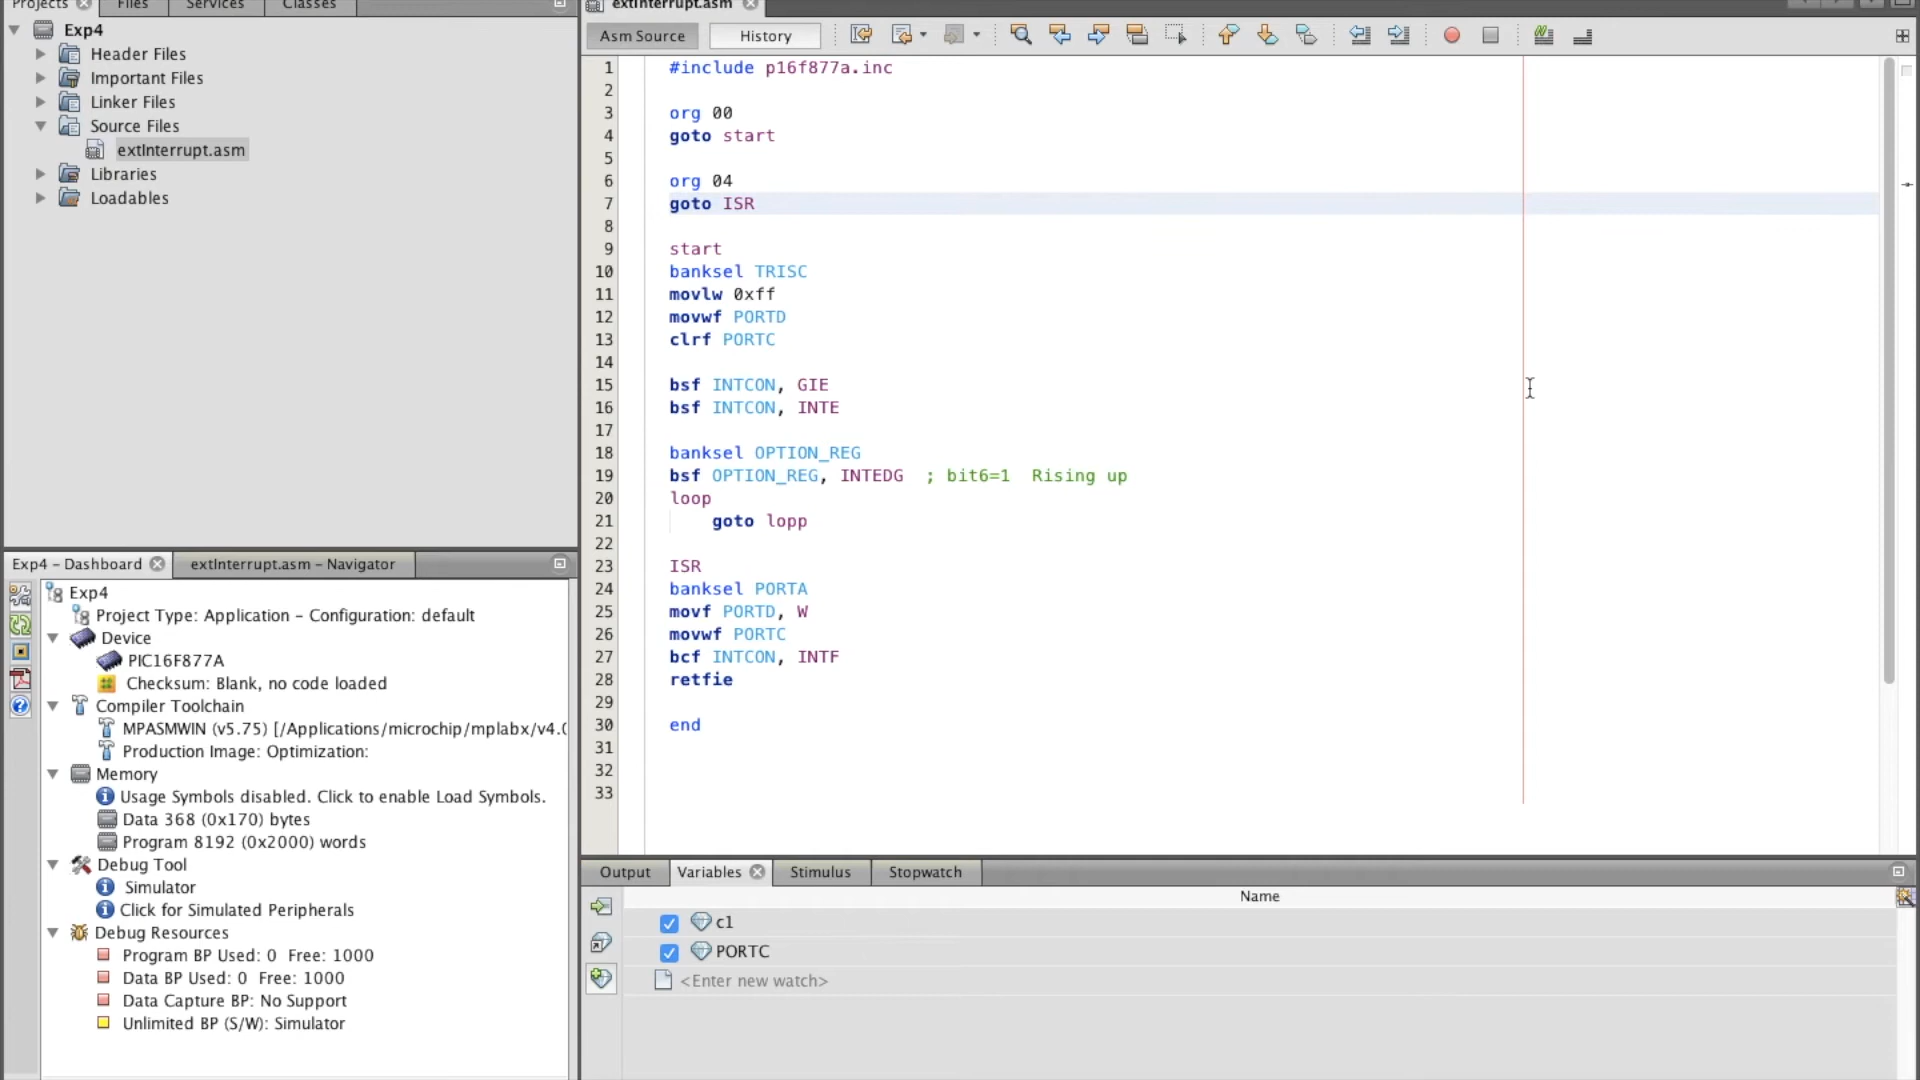 Projects
Files
Services
Classes
Exp4
Header Files
Important Files
Linker Files
Source Files
extInterrupt.asm
Libraries
Loadables
extInterrupt.asm
Asm Source
History
1 #include p16f877a.inc
2
3 org 00
4 goto start
5
6 org 04
7 goto ISR
8
9 start
10 banksel TRISC
11 movlw 0xff
12 movwf PORTD
13 clrf PORTC
14
15 bsf INTCON, GIE
16 bsf INTCON, INTE
17
18 banksel OPTION_REG
19 bsf OPTION_REG, INTEDG ; bit6=1 Rising up
20 loop
21 goto lopp
22
23 ISR
24 banksel PORTA
25 movf PORTD, W
26 movwf PORTC
27 bcf INTCON, INTF
28 retfie
29
30 end
31
32
33
Exp4 – Dashboard
extInterrupt.asm – Navigator
Exp4
Project Type: Application – Configuration: default
Device
PIC16F877A
Checksum: Blank, no code loaded
Compiler Toolchain
MPASMWIN (v5.75) [/Applications/microchip/mplabx/v4.0
Production Image: Optimization:
Memory
Usage Symbols disabled. Click to enable Load Symbols.
Data 368 (0x170) bytes
Program 8192 (0x2000) words
Debug Tool
Simulator
Click for Simulated Peripherals
Debug Resources
Program BP Used: 0 Free: 1000
Data BP Used: 0 Free: 1000
Data Capture BP: No Support
Unlimited BP (S/W): Simulator
Output
Variables
Stimulus
Stopwatch
Name
c1
PORTC
<Enter new watch>